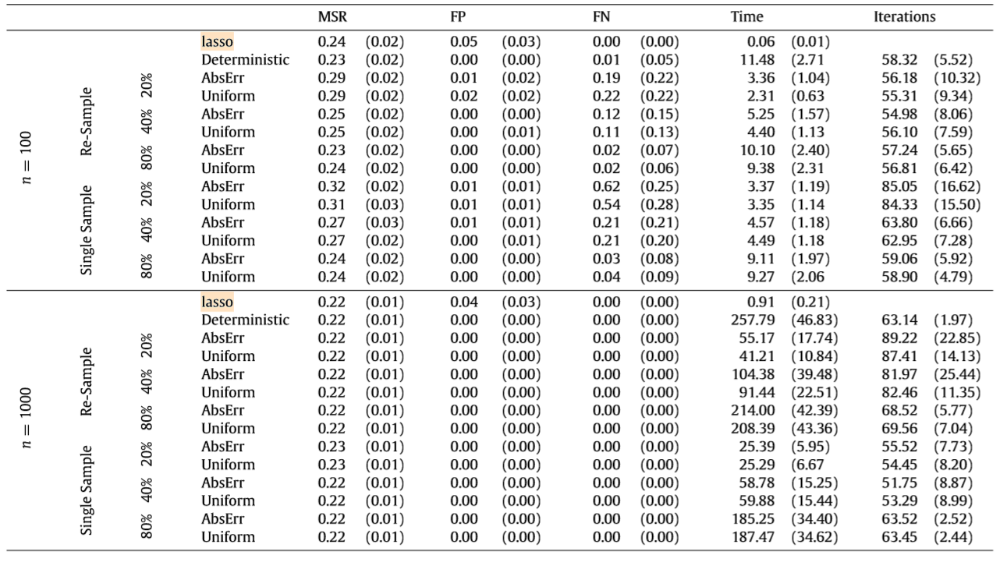 MSR FP FN Time Iterations
lasso 0.24 (0.02) 0.05 (0.03) 0.00 (0.00) 0.06 (0.01)
Deterministic 0.23 (0.02) 0.00 (0.00) 0.01 (0.05) 11.48 (2.71 58.32 (5.52)
n = 100 Re-Sample 20% AbsErr 0.29 (0.02) 0.01 (0.02) 0.19 (0.22) 3.36 (1.04) 56.18 (10.32)
Uniform 0.29 (0.02) 0.02 (0.02) 0.22 (0.22) 2.31 (0.63 55.31 (9.34)
40% AbsErr 0.25 (0.02) 0.00 (0.00) 0.12 (0.15) 5.25 (1.57) 54.98 (8.06)
Uniform 0.25 (0.02) 0.00 (0.01) 0.11 (0.13) 4.40 (1.13 56.10 (7.59)
80% AbsErr 0.23 (0.02) 0.00 (0.00) 0.02 (0.07) 10.10 (2.40) 57.24 (5.65)
Uniform 0.24 (0.02) 0.00 (0.00) 0.02 (0.06) 9.38 (2.31 56.81 (6.42)
Single Sample 20% AbsErr 0.32 (0.02) 0.01 (0.01) 0.62 (0.25) 3.37 (1.19) 85.05 (16.62)
Uniform 0.31 (0.03) 0.01 (0.01) 0.54 (0.28) 3.35 (1.14 84.33 (15.50)
40% AbsErr 0.27 (0.03) 0.01 (0.01) 0.21 (0.21) 4.57 (1.18) 63.80 (6.66)
Uniform 0.27 (0.02) 0.00 (0.01) 0.21 (0.20) 4.49 (1.18 62.95 (7.28)
80% AbsErr 0.24 (0.02) 0.00 (0.00) 0.03 (0.08) 9.11 (1.97) 59.06 (5.92)
Uniform 0.24 (0.02) 0.00 (0.00) 0.04 (0.09) 9.27 (2.06 58.90 (4.79)
lasso 0.22 (0.01) 0.04 (0.03) 0.00 (0.00) 0.91 (0.21)
Deterministic 0.22 (0.01) 0.00 (0.00) 0.00 (0.00) 257.79 (46.83) 63.14 (1.97)
n = 1000 Re-Sample 20% AbsErr 0.22 (0.01) 0.00 (0.00) 0.00 (0.00) 55.17 (17.74) 89.22 (22.85)
Uniform 0.22 (0.01) 0.00 (0.00) 0.00 (0.00) 41.21 (10.84) 87.41 (14.13)
40% AbsErr 0.22 (0.01) 0.00 (0.00) 0.00 (0.00) 104.38 (39.48) 81.97 (25.44)
Uniform 0.22 (0.01) 0.00 (0.00) 0.00 (0.00) 91.44 (22.51) 82.46 (11.35)
80% AbsErr 0.22 (0.01) 0.00 (0.00) 0.00 (0.00) 214.00 (42.39) 68.52 (5.77)
Uniform 0.22 (0.01) 0.00 (0.00) 0.00 (0.00) 208.39 (43.36) 69.56 (7.04)
Single Sample 20% AbsErr 0.23 (0.01) 0.00 (0.00) 0.00 (0.00) 25.39 (5.95) 55.52 (7.73)
Uniform 0.23 (0.01) 0.00 (0.00) 0.00 (0.00) 25.29 (6.67 54.45 (8.20)
40% AbsErr 0.22 (0.01) 0.00 (0.00) 0.00 (0.00) 58.78 (15.25) 51.75 (8.87)
Uniform 0.22 (0.01) 0.00 (0.00) 0.00 (0.00) 59.88 (15.44) 53.29 (8.99)
80% AbsErr 0.22 (0.01) 0.00 (0.00) 0.00 (0.00) 185.25 (34.40) 63.52 (2.52)
Uniform 0.22 (0.01) 0.00 (0.00) 0.00 (0.00) 187.47 (34.62) 63.45 (2.44)